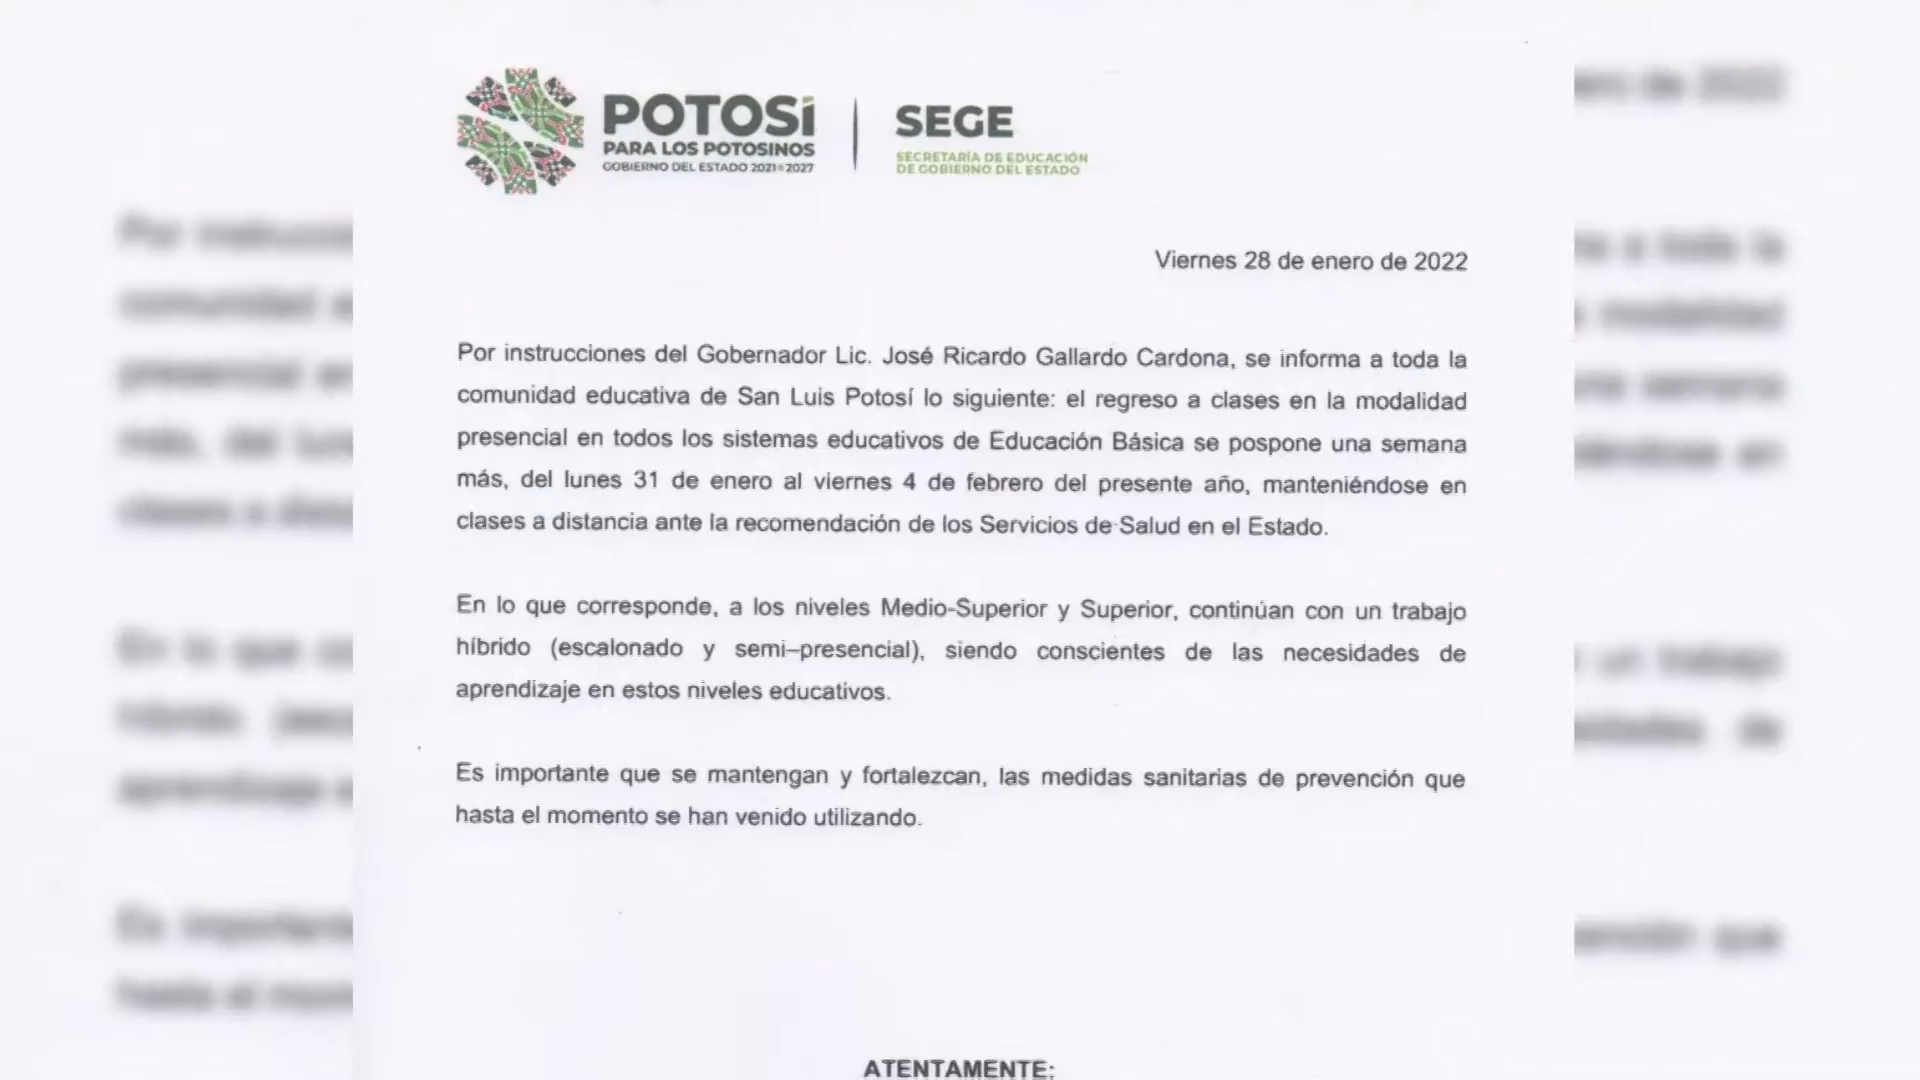 POTOSÍ
PARA LOS POTOSINOS
GOBIERNO DEL ESTADO 2021-2027
SEGE
SECRETARÍA DE EDUCACIÓN
DE GOBIERNO DEL ESTADO
Viernes 28 de enero de 2022
Por instrucciones del Gobernador Lic. José Ricardo Gallardo Cardona, se informa a toda la
comunidad educativa de San Luis Potosí lo siguiente: el regreso a clases en la modalidad
presencial en todos los sistemas educativos de Educación Básica se pospone una semana
más, del lunes 31 de enero al viernes 4 de febrero del presente año, manteniéndose en
clases a distancia ante la recomendación de los Servicios de Salud en el Estado.
En lo que corresponde, a los niveles Medio-Superior y Superior, continúan con un trabajo
híbrido (escalonado y semi–presencial), siendo conscientes de las necesidades de
aprendizaje en estos niveles educativos.
Es importante que se mantengan y fortalezcan, las medidas sanitarias de prevención que
hasta el momento se han venido utilizando.
ATENTAMENTE: